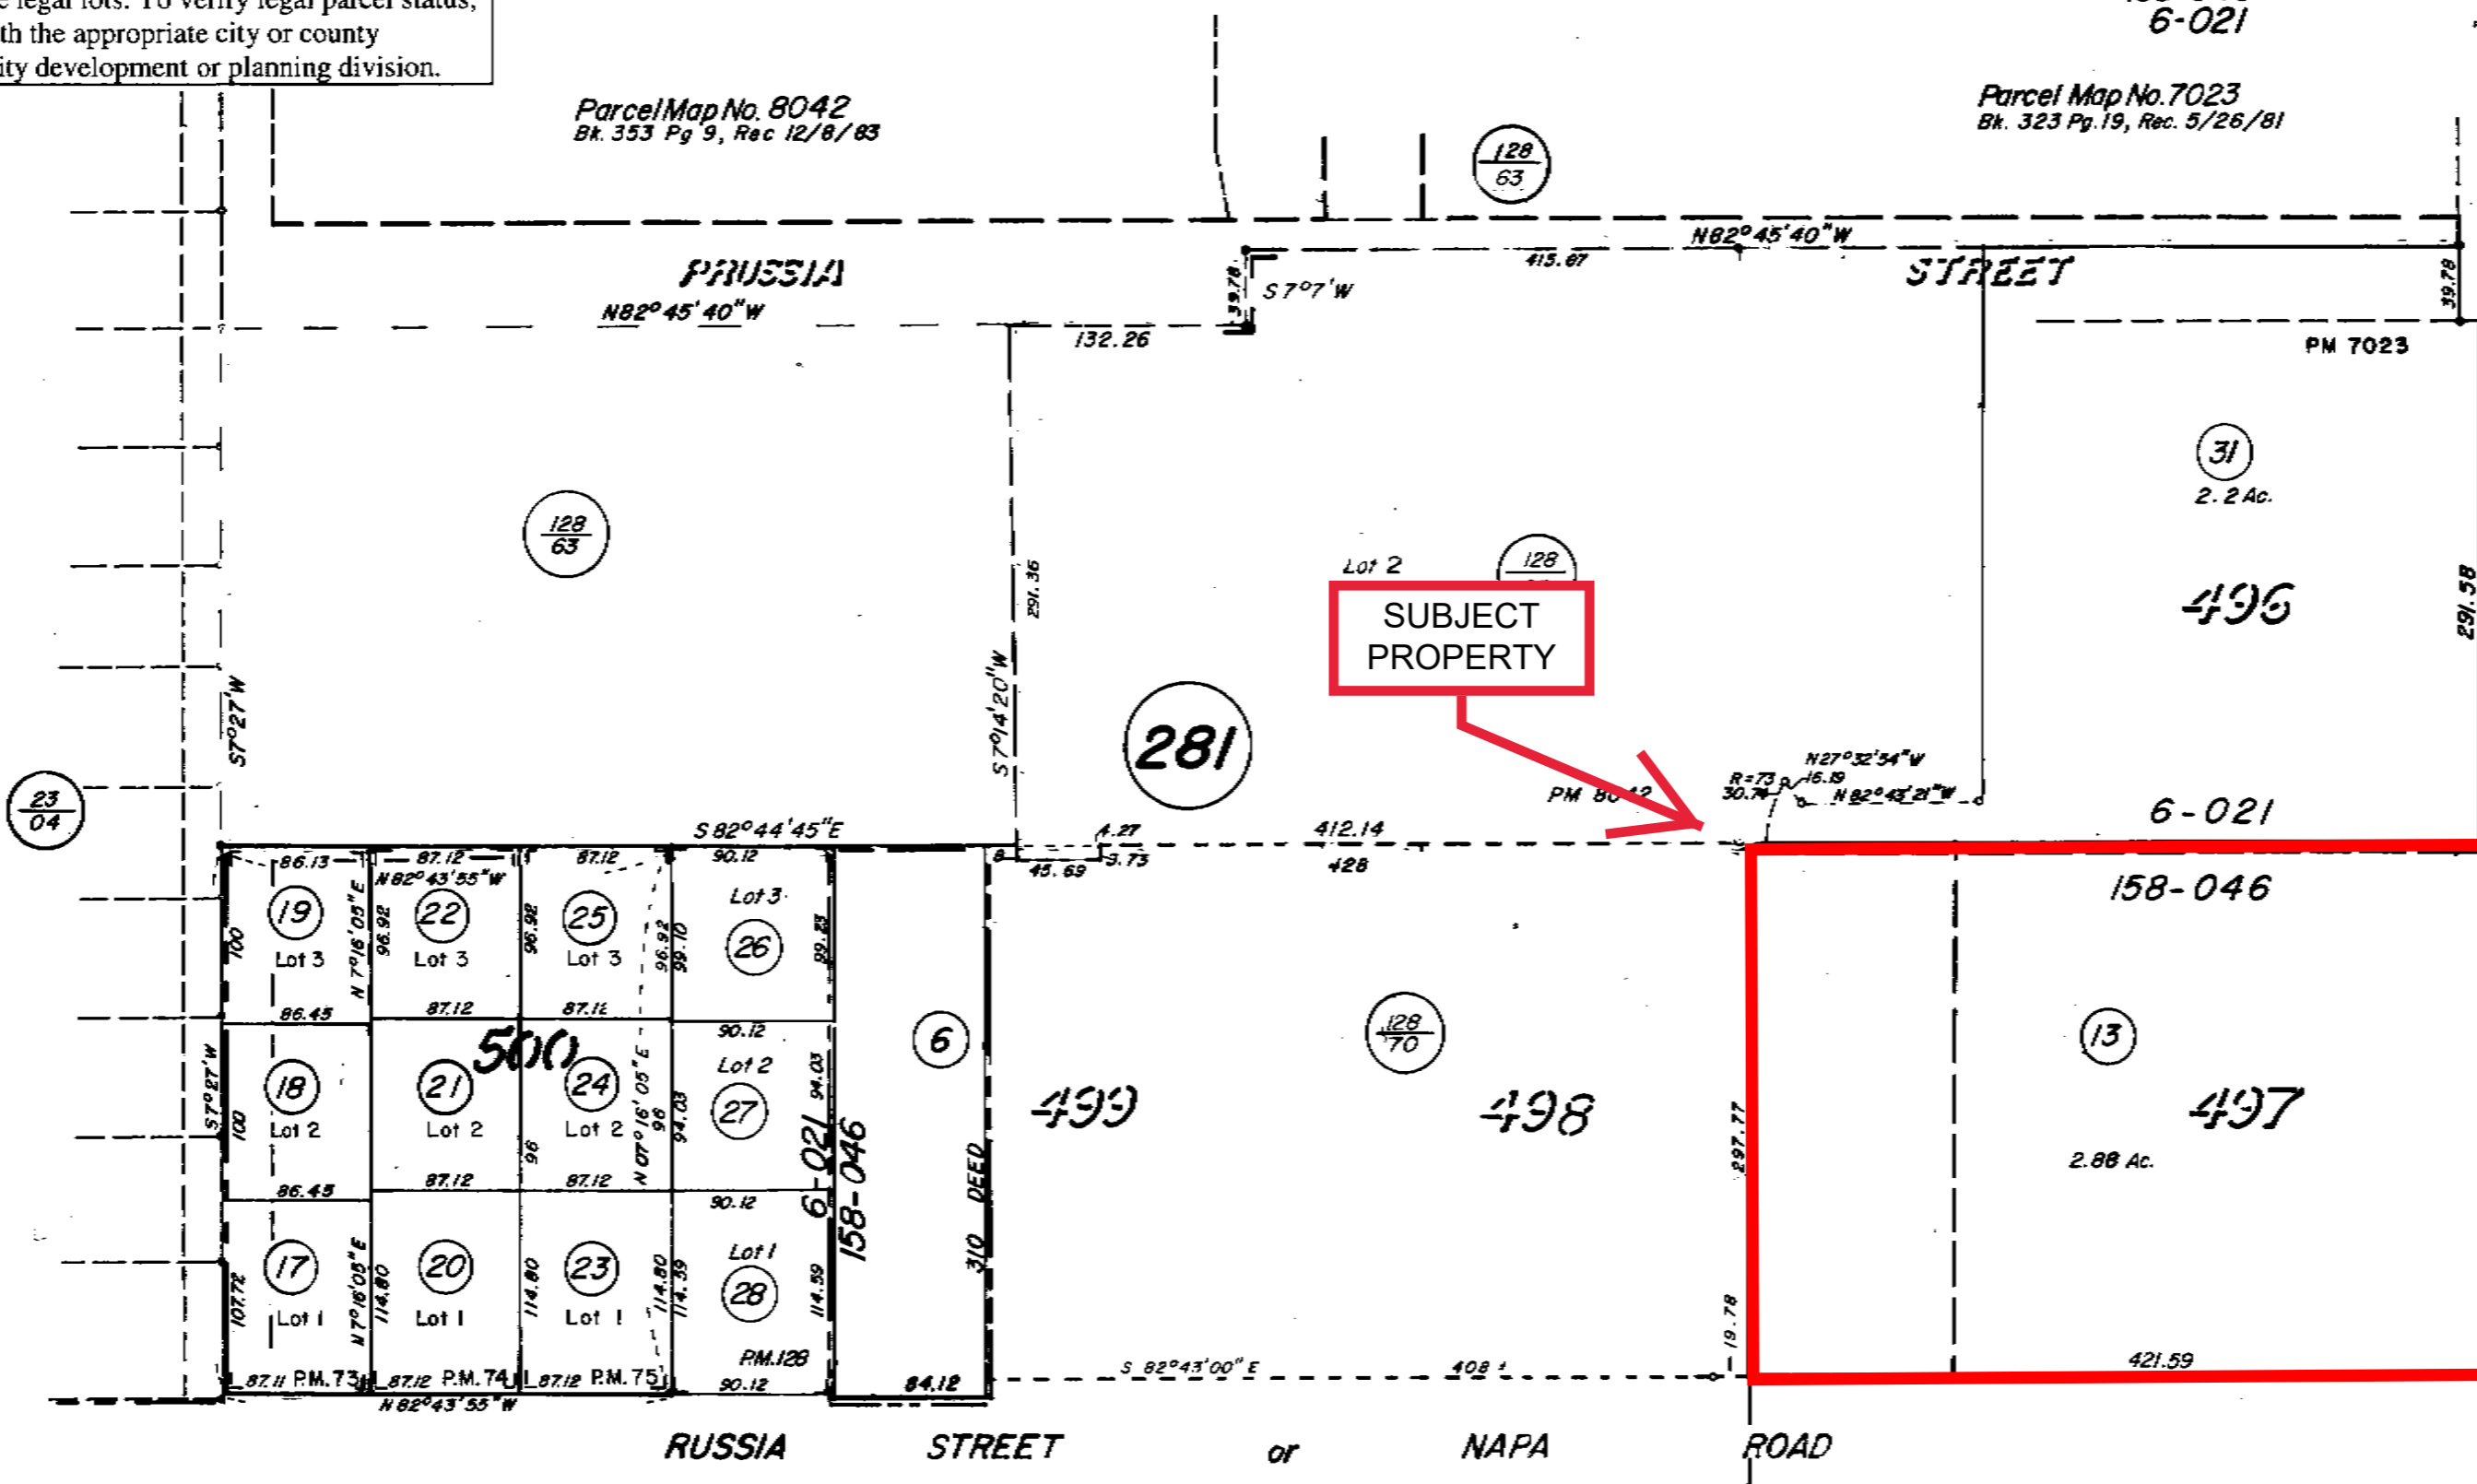 legal lots. To verify legal parcel status,
the appropriate city or county
development or planning division.
6-021
Parcel Map No. 8042
Bk. 353 Pg 9, Rec 12/8/83
Parcel Map No. 7023
Bk. 323 Pg. 19, Rec. 5/26/81
128
63
N82°45'40"W
415.67
PRUSSIA
STREET
N82°45'40"W
39.78
S7°7'W
39.78
132.26
PM 7023
31
2.2 Ac.
128
63
291.36
Lot 2
128
496
291.58
SUBJECT
PROPERTY
S7°27'W
S7°14'20"W
281
23
04
N27°32'54"W
R=73
16.19
30.74
N82°43'21"W
PM 8042
6-021
S82°44'45"E
4.27
412.14
8
45.69
3.73
428
86.13
87.12
87.12
90.12
N82°43'55"W
158-046
19
Lot 3
22
Lot 3
25
Lot 3
Lot 3
26
100
N 7°16'05"E
96.92
96.92
96.92
99.10
99.23
86.45
87.12
87.12
90.12
500
6
128
70
13
497
2.88 Ac.
18
Lot 2
21
Lot 2
24
Lot 2
Lot 2
27
S7°27'W
100
96
N 07°16'05"E
96
94.03
94.03
499
498
297.77
6-021
158-046
310 DEED
86.45
87.12
87.12
90.12
17
Lot 1
20
Lot 1
23
Lot 1
Lot 1
28
107.72
N7°16'05"E
114.80
114.80
114.80
114.59
114.59
19.78
P.M. 128
87.11 P.M. 73
87.12 P.M. 74
87.12 P.M. 75
90.12
84.12
S 82°43'00" E
408 ±
421.59
N82°43'55"W
RUSSIA STREET or NAPA ROAD